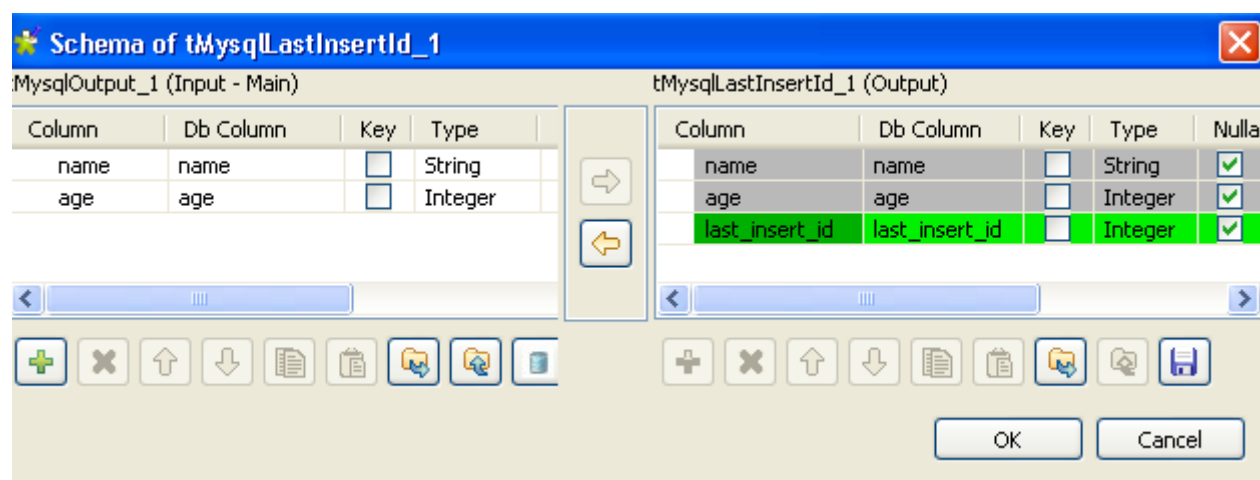 Schema of tMysqlLastInsertId_1
tMysqlOutput_1 (Input - Main)
tMysqlLastInsertId_1 (Output)
Column Db Column Key Type
name name String
age age Integer
Column Db Column Key Type Nulla
name name String
age age Integer
last_insert_id last_insert_id Integer
OK Cancel